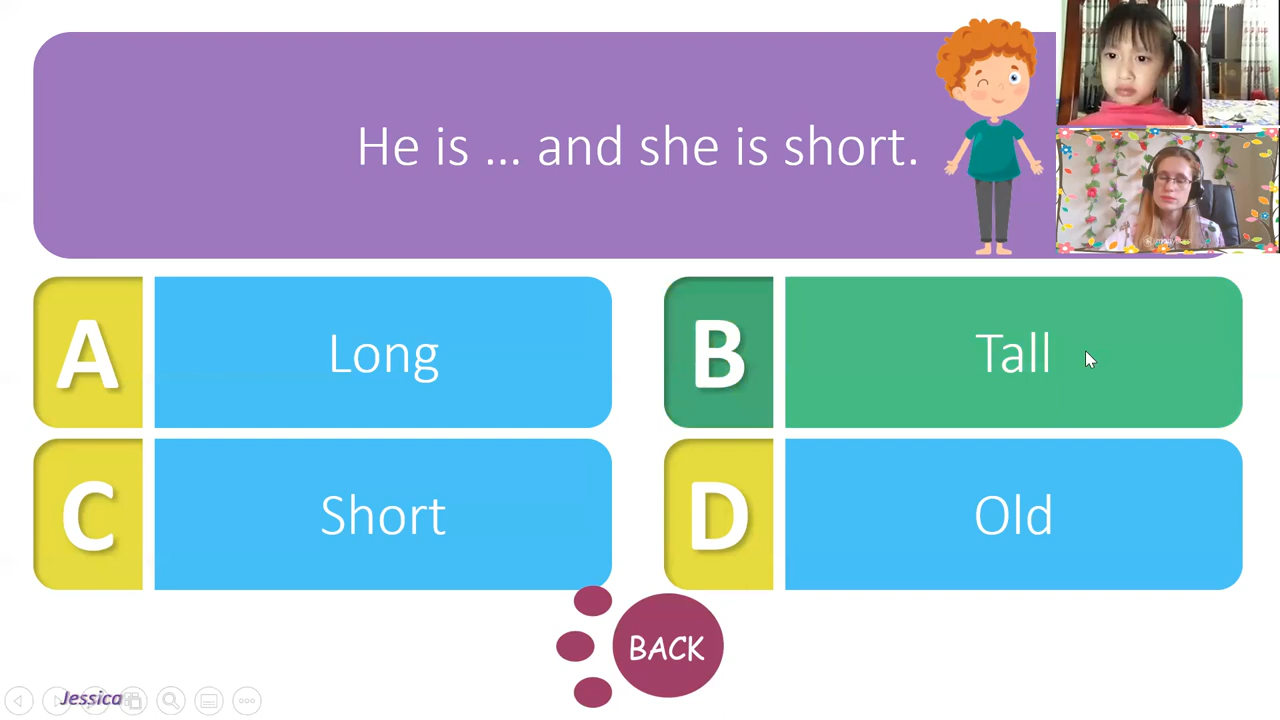 He is ... and she is short.
A
Long
B
Tall
C
Short
D
Old
BACK
Jessica